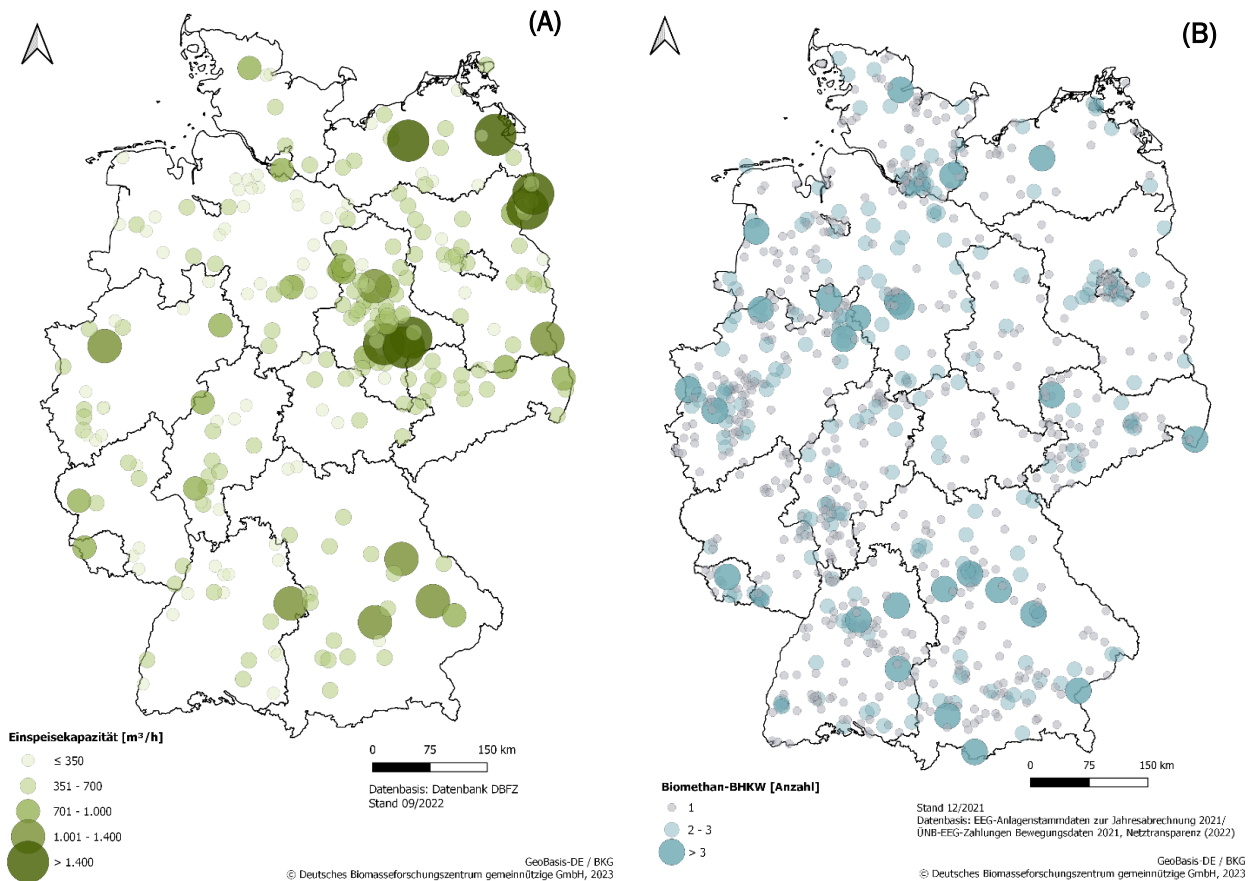 (A)
Einspeisekapazität [m³/h]
≤ 350
351 - 700
701 - 1.000
1.001 - 1.400
> 1.400
0 75 150 km
Datenbasis: Datenbank DBFZ
Stand 09/2022
GeoBasis-DE / BKG
© Deutsches Biomasseforschungszentrum gemeinnützige GmbH, 2023
(B)
Biomethan-BHKW [Anzahl]
1
2 - 3
> 3
0 75 150 km
Stand 12/2021
Datenbasis: EEG-Anlagenstammdaten zur Jahresabrechnung 2021/
ÜNB-EEG-Zahlungen Bewegungsdaten 2021, Netztransparenz (2022)
GeoBasis-DE / BKG
© Deutsches Biomasseforschungszentrum gemeinnützige GmbH, 2023